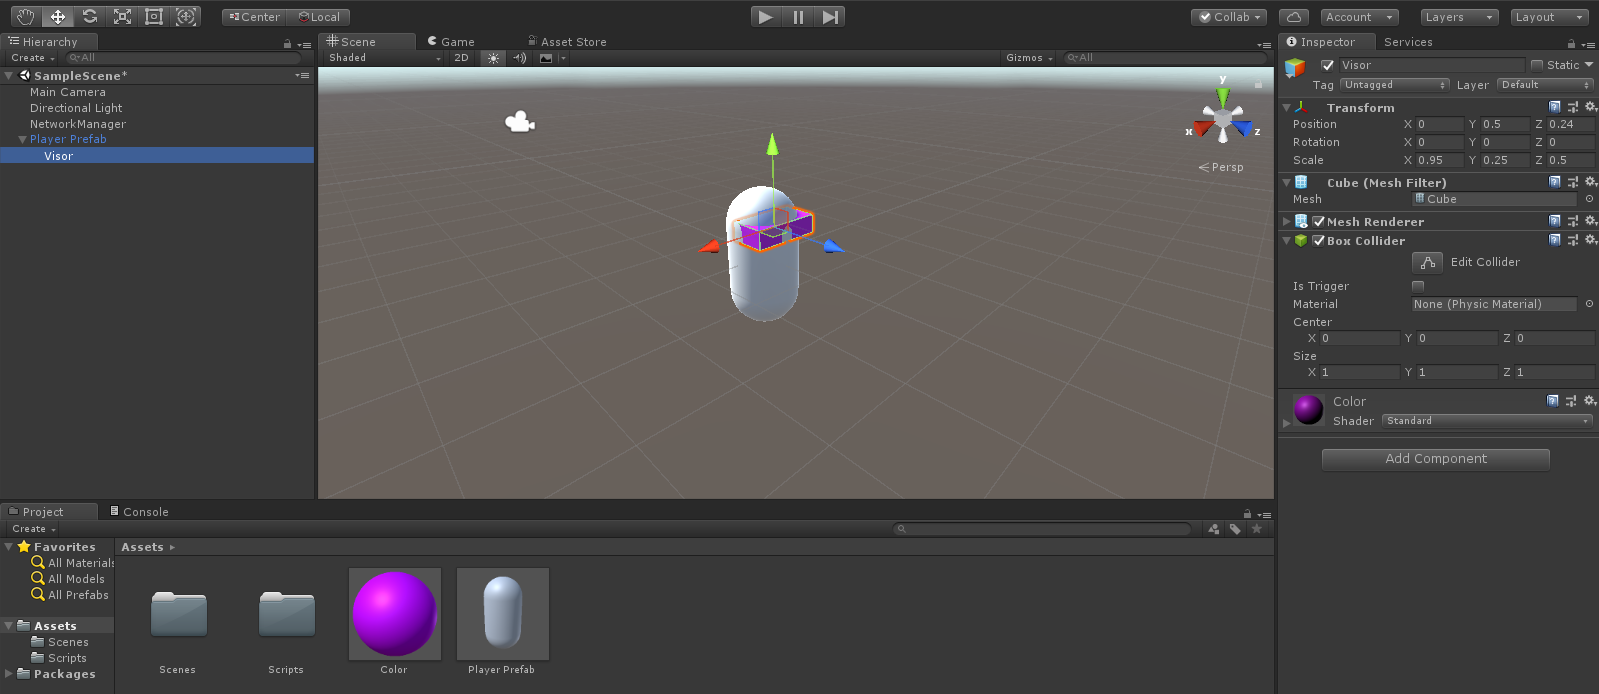 Center Local
Collab Account Layers Layout
Hierarchy
Create All
SampleScene*
Main Camera
Directional Light
NetworkManager
Player Prefab
Visor
Scene Game Asset Store
Shaded 2D Gizmos All
y
x z
Persp
Inspector Services
Visor Static
Tag Untagged Layer Default
Transform
Position X 0 Y 0.5 Z 0.24
Rotation X 0 Y 0 Z 0
Scale X 0.95 Y 0.25 Z 0.5
Cube (Mesh Filter)
Mesh Cube
Mesh Renderer
Box Collider
Edit Collider
Is Trigger
Material None (Physic Material)
Center
X 0 Y 0 Z 0
Size
X 1 Y 1 Z 1
Color
Shader Standard
Add Component
Project Console
Create
Favorites
All Materials
All Models
All Prefabs
Assets
Scenes
Scripts
Packages
Assets
Scenes Scripts Color Player Prefab